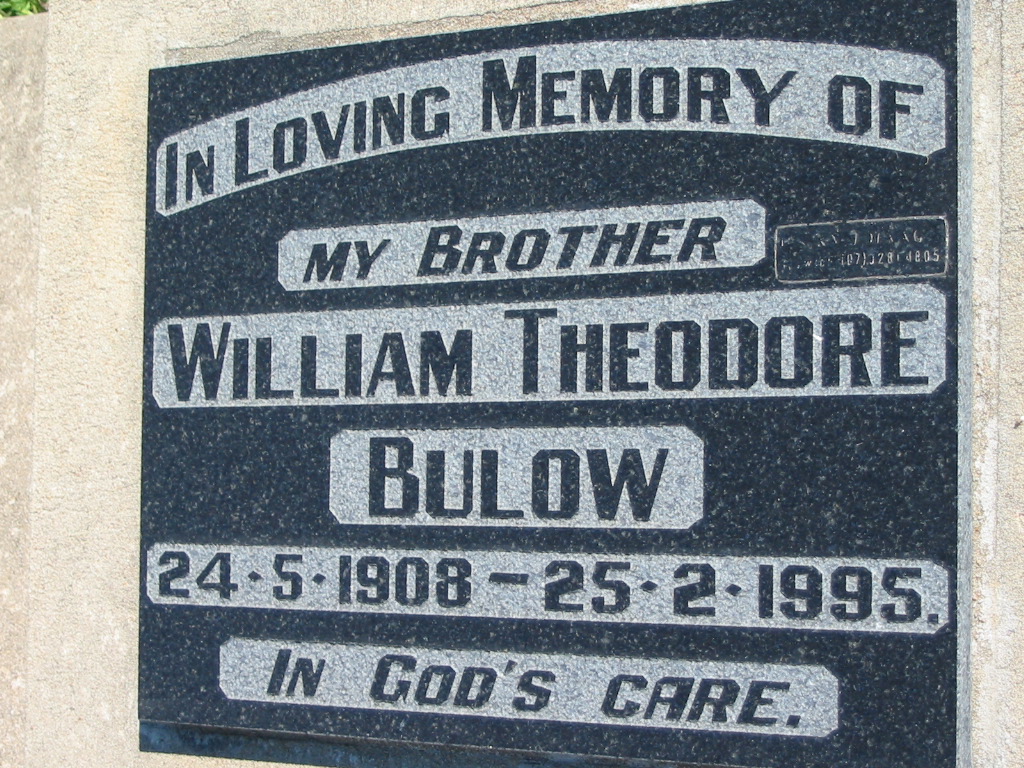 IN LOVING MEMORY OF
MY BROTHER
WILLIAM THEODORE
BULOW
24·5·1908 – 25·2·1995.
IN GOD'S CARE.